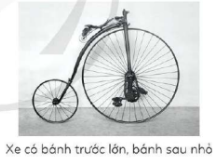 Xe có bánh trước lớn, bánh sau nhỏ